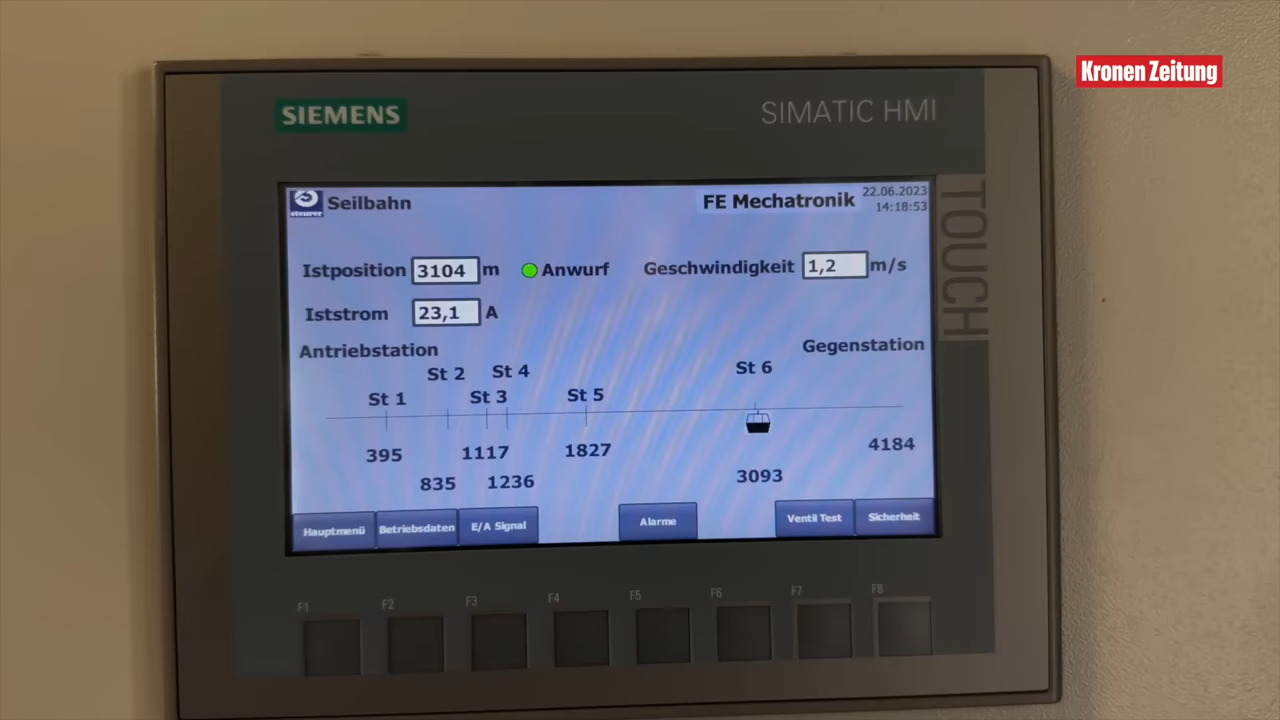 Kronen Zeitung
SIEMENS
SIMATIC HMI
TOUCH
steurer
Seilbahn
FE Mechatronik
22.06.2023
14:18:53
Istposition 3104 m
Anwurf
Geschwindigkeit 1,2 m/s
Iststrom 23,1 A
Antriebstation
Gegenstation
St 1
St 2
St 3
St 4
St 5
St 6
395
835
1117
1236
1827
3093
4184
Hauptmenü
Betriebsdaten
E/A Signal
Alarme
Ventil Test
Sicherheit
F1
F2
F3
F4
F5
F6
F7
F8